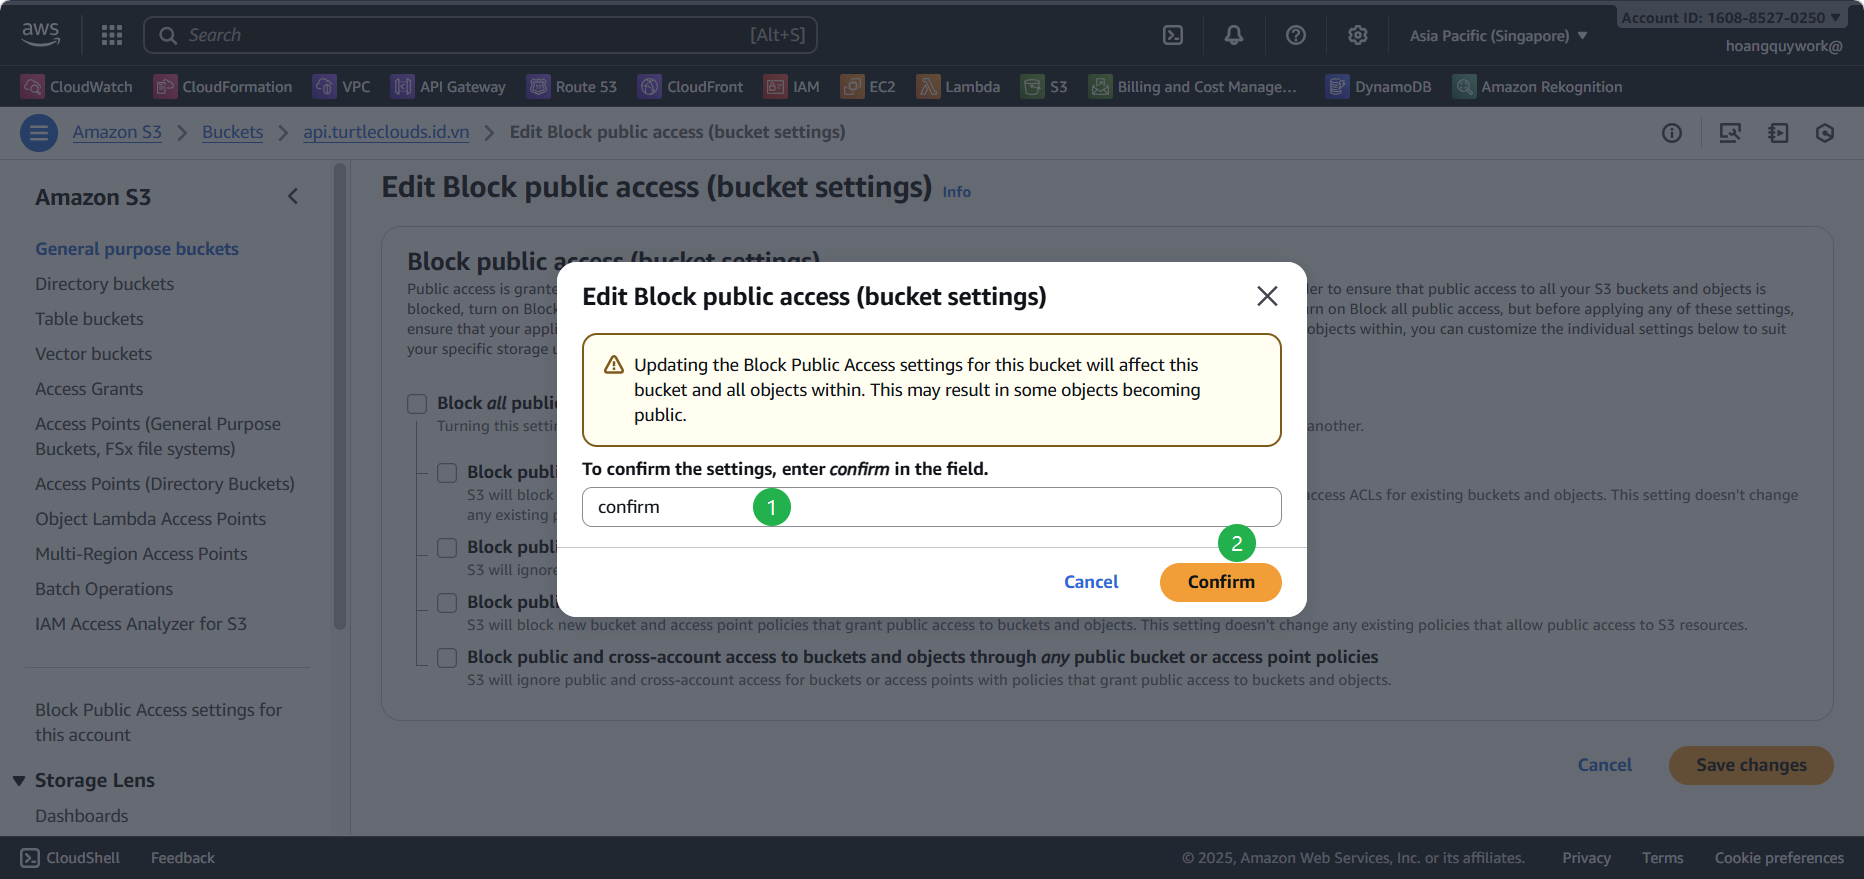 aws
Search
[Alt+S]
Asia Pacific (Singapore) ▼
Account ID: 1608-8527-0250 ▼
hoangquywork@
CloudWatch
CloudFormation
VPC
API Gateway
Route 53
CloudFront
IAM
EC2
Lambda
S3
Billing and Cost Manage...
DynamoDB
Amazon Rekognition
Amazon S3
Buckets
api.turtleclouds.id.vn
Edit Block public access (bucket settings)
Amazon S3
General purpose buckets
Directory buckets
Table buckets
Vector buckets
Access Grants
Access Points (General Purpose
Buckets, FSx file systems)
Access Points (Directory Buckets)
Object Lambda Access Points
Multi-Region Access Points
Batch Operations
IAM Access Analyzer for S3
Block Public Access settings for
this account
Storage Lens
Dashboards
Edit Block public access (bucket settings) Info
Block public access (bucket settings)
Public access is grante
er to ensure that public access to all your S3 buckets and objects is
blocked, turn on Block
rn on Block all public access, but before applying any of these settings,
ensure that your appli
objects within, you can customize the individual settings below to suit
your specific storage
Block all publi
Turning this settin
another.
Block publi
S3 will block
access ACLs for existing buckets and objects. This setting doesn't change
any existing
Block publi
S3 will ignore
Block publi
S3 will block new bucket and access point policies that grant public access to buckets and objects. This setting doesn't change any existing policies that allow public access to S3 resources.
Block public and cross-account access to buckets and objects through any public bucket or access point policies
S3 will ignore public and cross-account access for buckets or access points with policies that grant public access to buckets and objects.
Cancel
Save changes
Edit Block public access (bucket settings)
Updating the Block Public Access settings for this bucket will affect this
bucket and all objects within. This may result in some objects becoming
public.
To confirm the settings, enter confirm in the field.
confirm
1
2
Cancel
Confirm
CloudShell
Feedback
© 2025, Amazon Web Services, Inc. or its affiliates.
Privacy
Terms
Cookie preferences